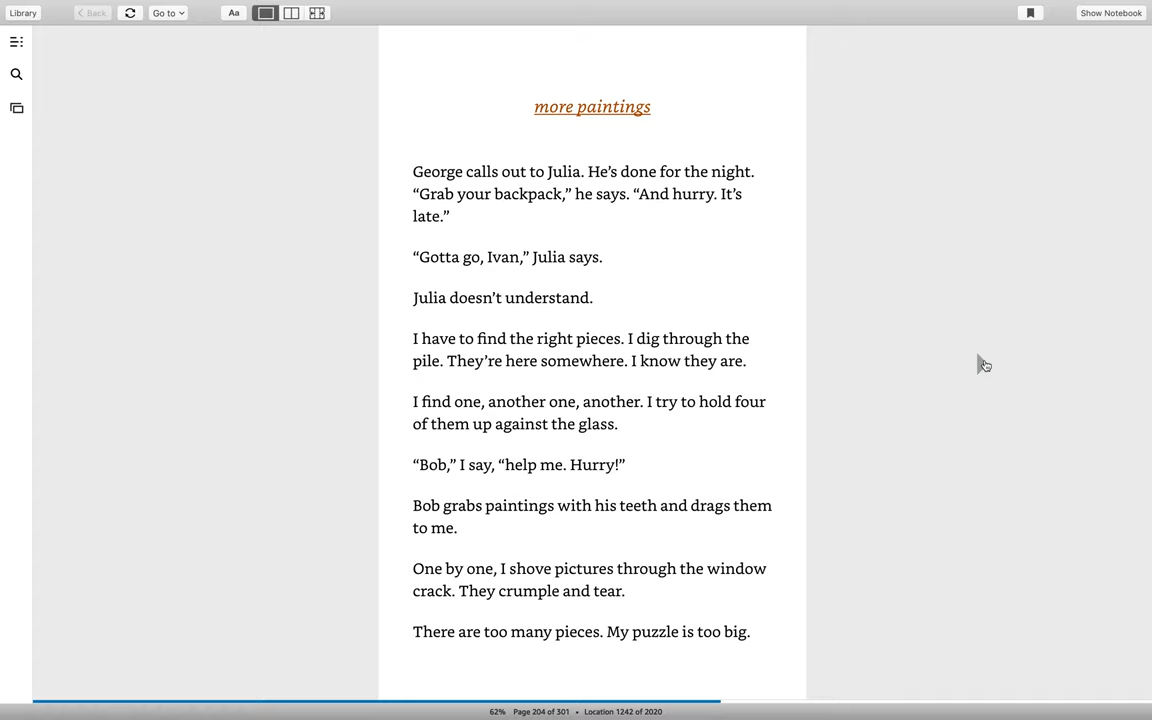 Library
Back
Go to
Aa
Show Notebook
more paintings
George calls out to Julia. He’s done for the night.
“Grab your backpack,” he says. “And hurry. It’s
late.”
“Gotta go, Ivan,” Julia says.
Julia doesn’t understand.
I have to find the right pieces. I dig through the
pile. They’re here somewhere. I know they are.
I find one, another one, another. I try to hold four
of them up against the glass.
“Bob,” I say, “help me. Hurry!”
Bob grabs paintings with his teeth and drags them
to me.
One by one, I shove pictures through the window
crack. They crumple and tear.
There are too many pieces. My puzzle is too big.
62% Page 204 of 301 • Location 1242 of 2020